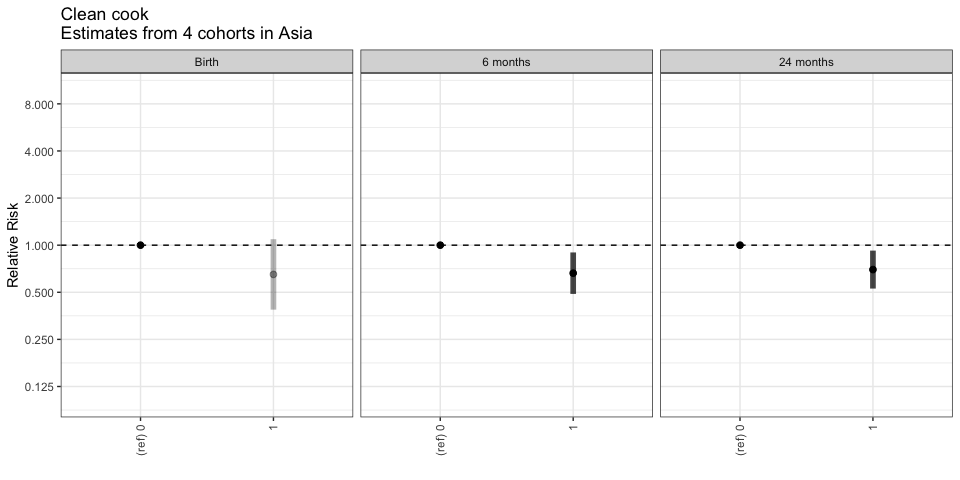 Clean cook
Estimates from 4 cohorts in Asia
Birth
6 months
24 months
Relative Risk
8.000
4.000
2.000
1.000
0.500
0.250
0.125
(ref) 0
1
(ref) 0
1
(ref) 0
1